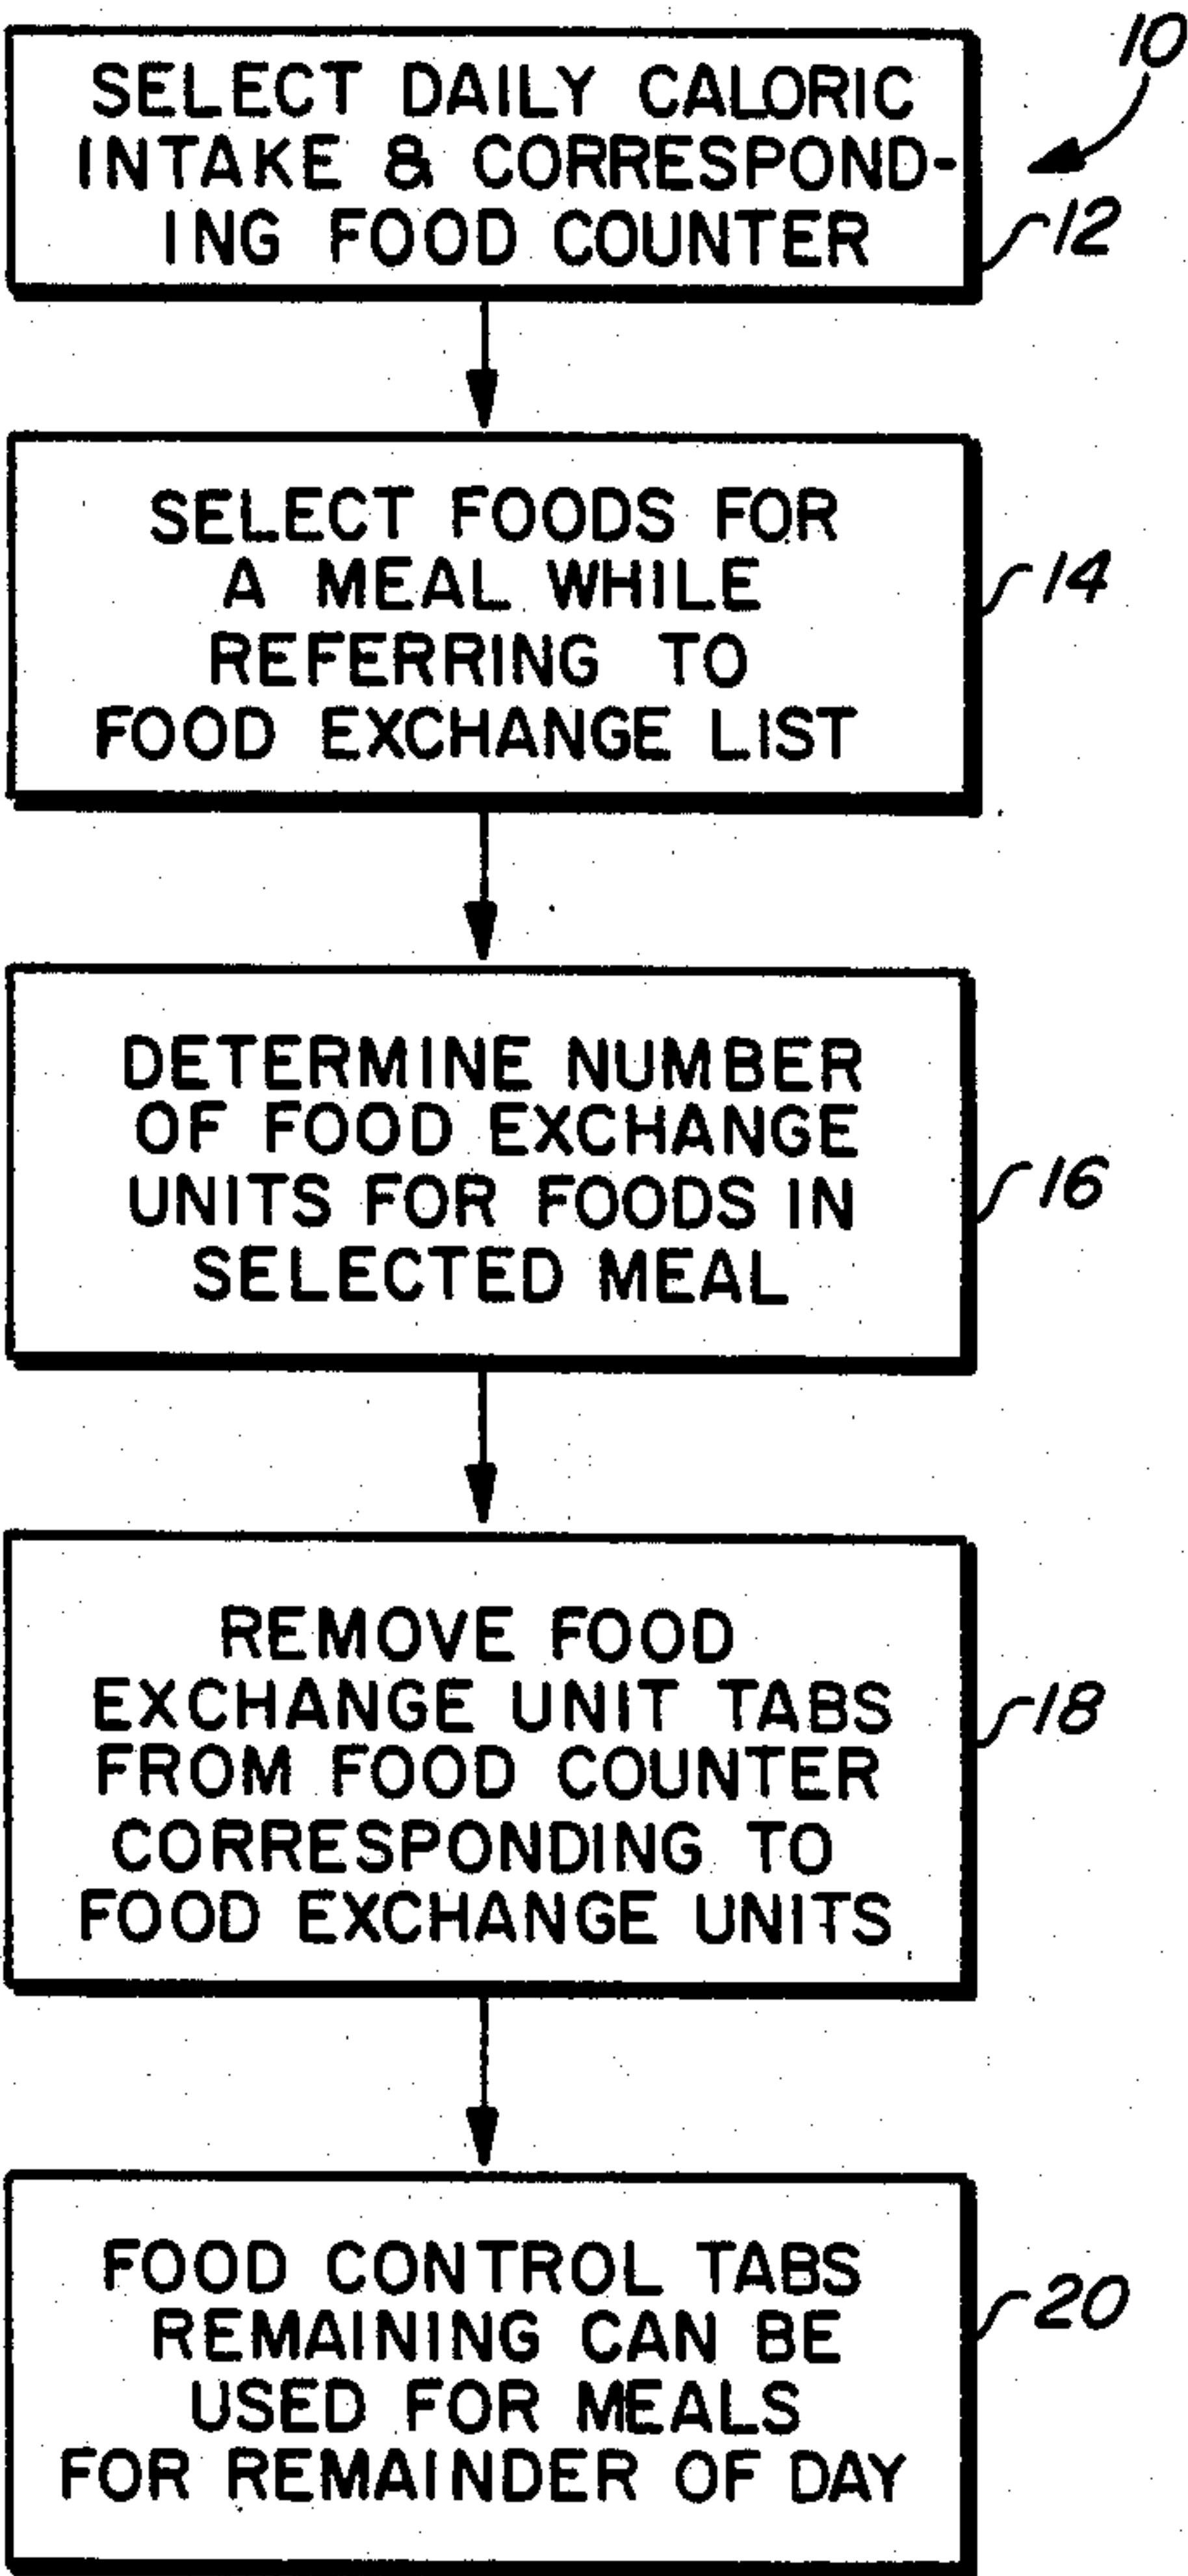 10
SELECT DAILY CALORIC
INTAKE & CORRESPOND-
ING FOOD COUNTER
12
SELECT FOODS FOR
A MEAL WHILE
REFERRING TO
FOOD EXCHANGE LIST
14
DETERMINE NUMBER
OF FOOD EXCHANGE
UNITS FOR FOODS IN
SELECTED MEAL
16
REMOVE FOOD
EXCHANGE UNIT TABS
FROM FOOD COUNTER
CORRESPONDING TO
FOOD EXCHANGE UNITS
18
FOOD CONTROL TABS
REMAINING CAN BE
USED FOR MEALS
FOR REMAINDER OF DAY
20